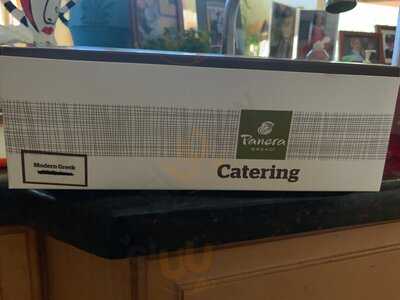 Panera
BREAD
Catering
Modern Greek